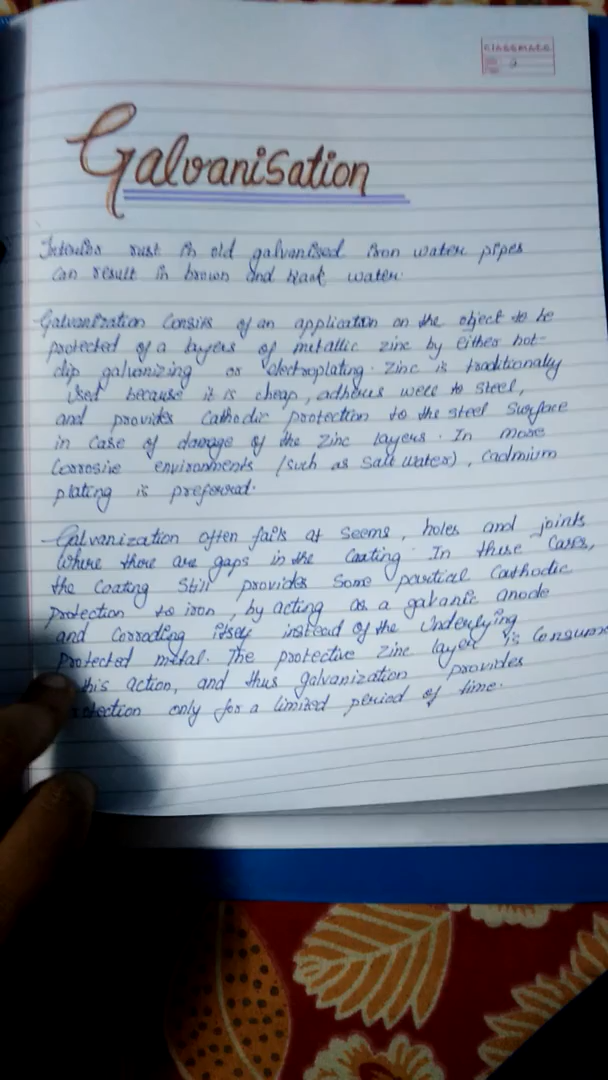 classmate
Galvanisation
Interior rust in old galvanised iron water pipes
can result in brown and black water.
Galvanization consists of an application on the object to be
protected of a layers of metallic zinc by either hot-
dip galvanizing or electroplating. Zinc is traditionally
used because it is cheap, adheres well to steel,
and provides Cathodic protection to the steel surface
in case of damage of the zinc layers. In more
Corrosive environments (such as salt water), cadmium
plating is preferred.
Galvanization often fails at seems, holes and joints
where there are gaps in the coating. In these cases,
the coating still provides some partial cathodic
protection to iron, by acting as a galvanic anode
and corroding itself instead of the underlying
Protected metal. The protective zinc layer is consume
this action, and thus galvanization provides
otection only for a limized period of time.